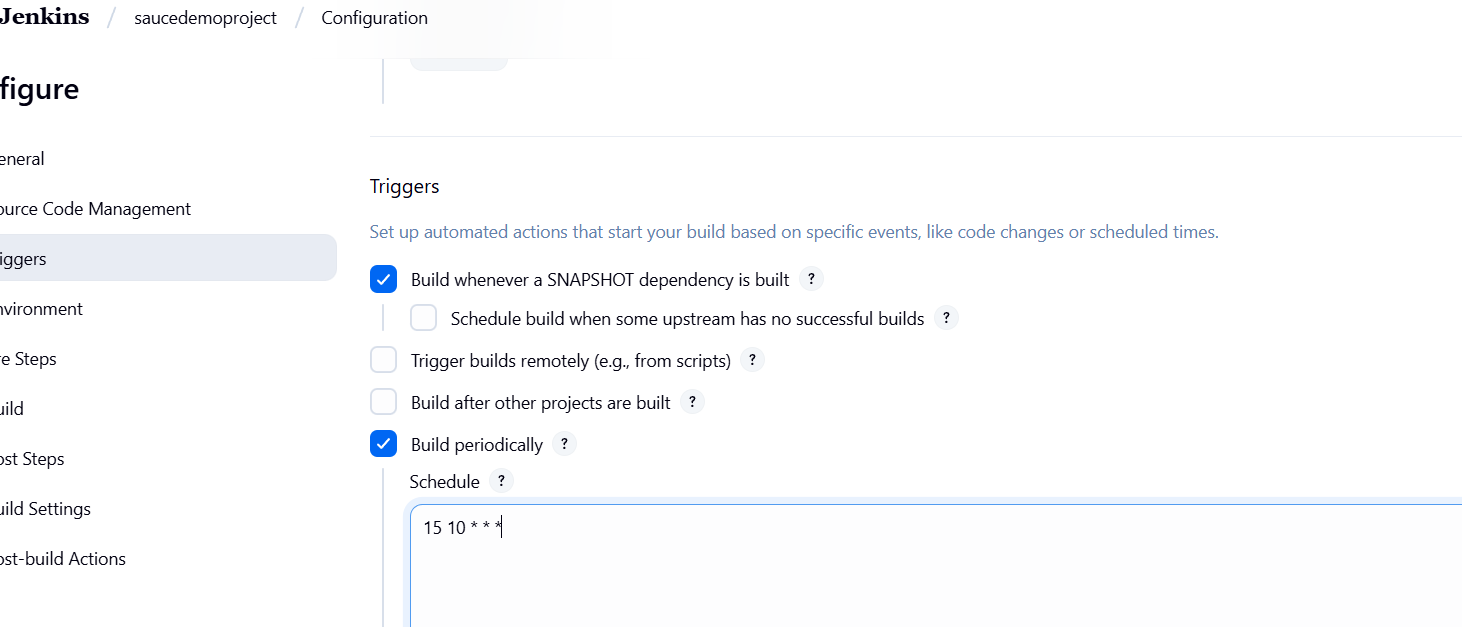 Jenkins / saucedemoproject / Configuration
figure
eneral
ource Code Management
iggers
nvironment
re Steps
uild
ost Steps
uild Settings
ost-build Actions
Triggers
Set up automated actions that start your build based on specific events, like code changes or scheduled times.
Build whenever a SNAPSHOT dependency is built ?
Schedule build when some upstream has no successful builds ?
Trigger builds remotely (e.g., from scripts) ?
Build after other projects are built ?
Build periodically ?
Schedule ?
15 10 * * *